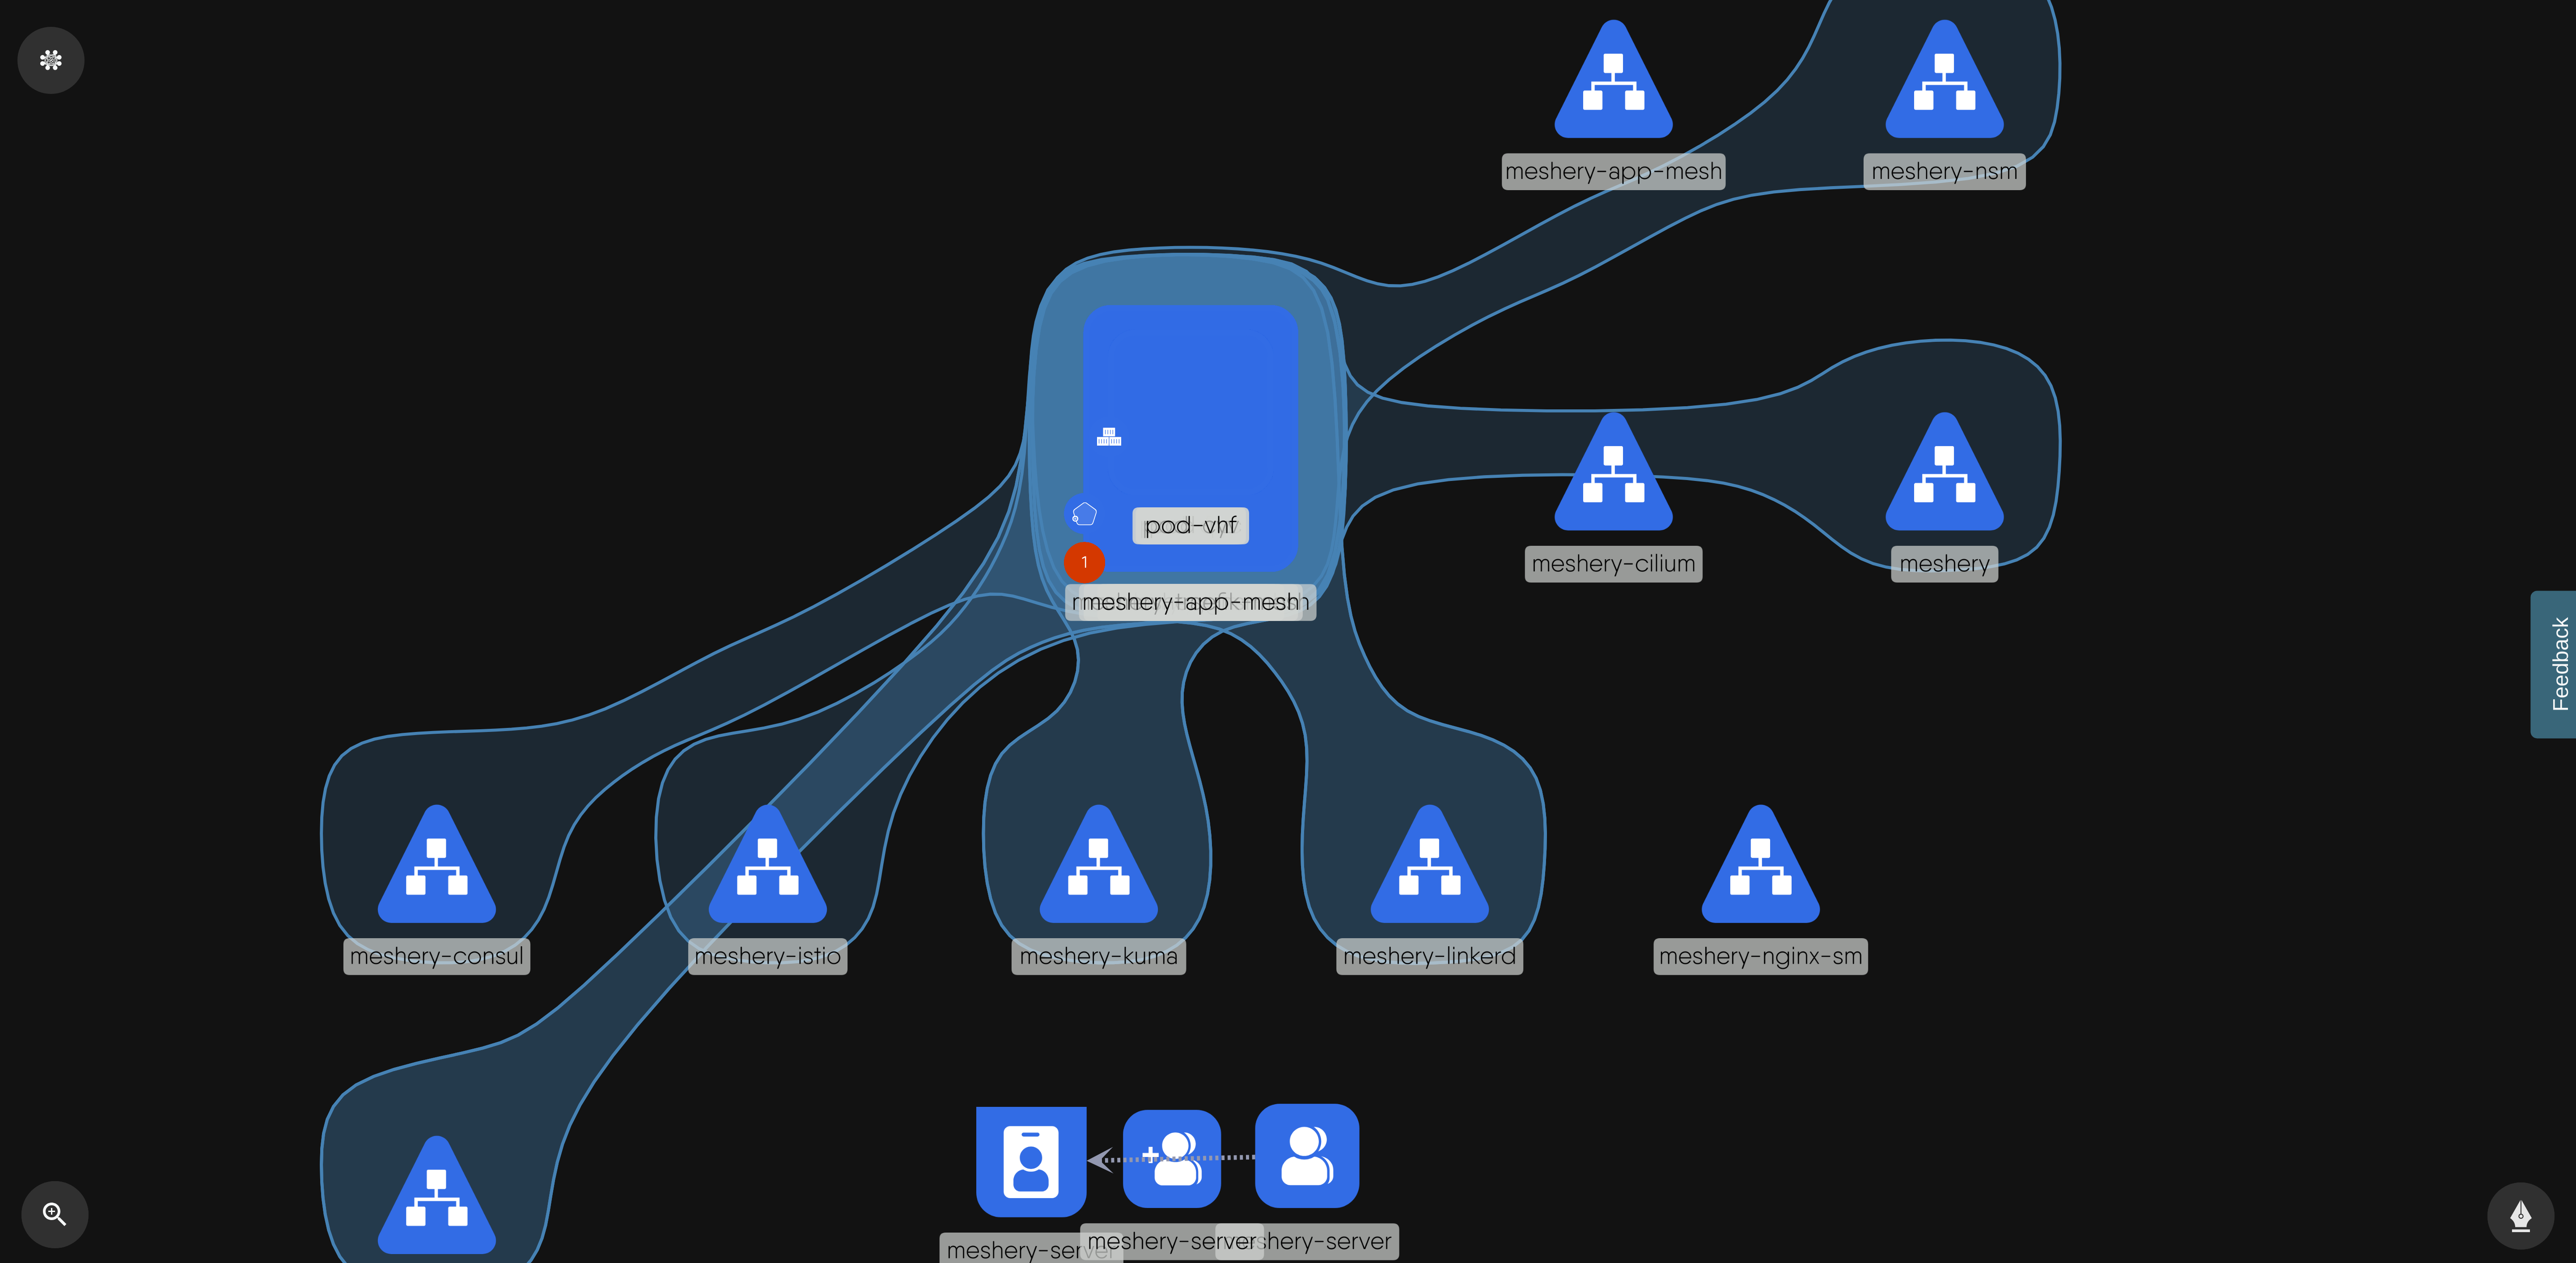 meshery-app-mesh
meshery-nsm
pod-vhf
1
meshery-app-mesh
meshery-cilium
meshery
Feedback
meshery-consul
meshery-istio
meshery-kuma
meshery-linkerd
meshery-nginx-sm
meshery-server
meshery-server
meshery-server